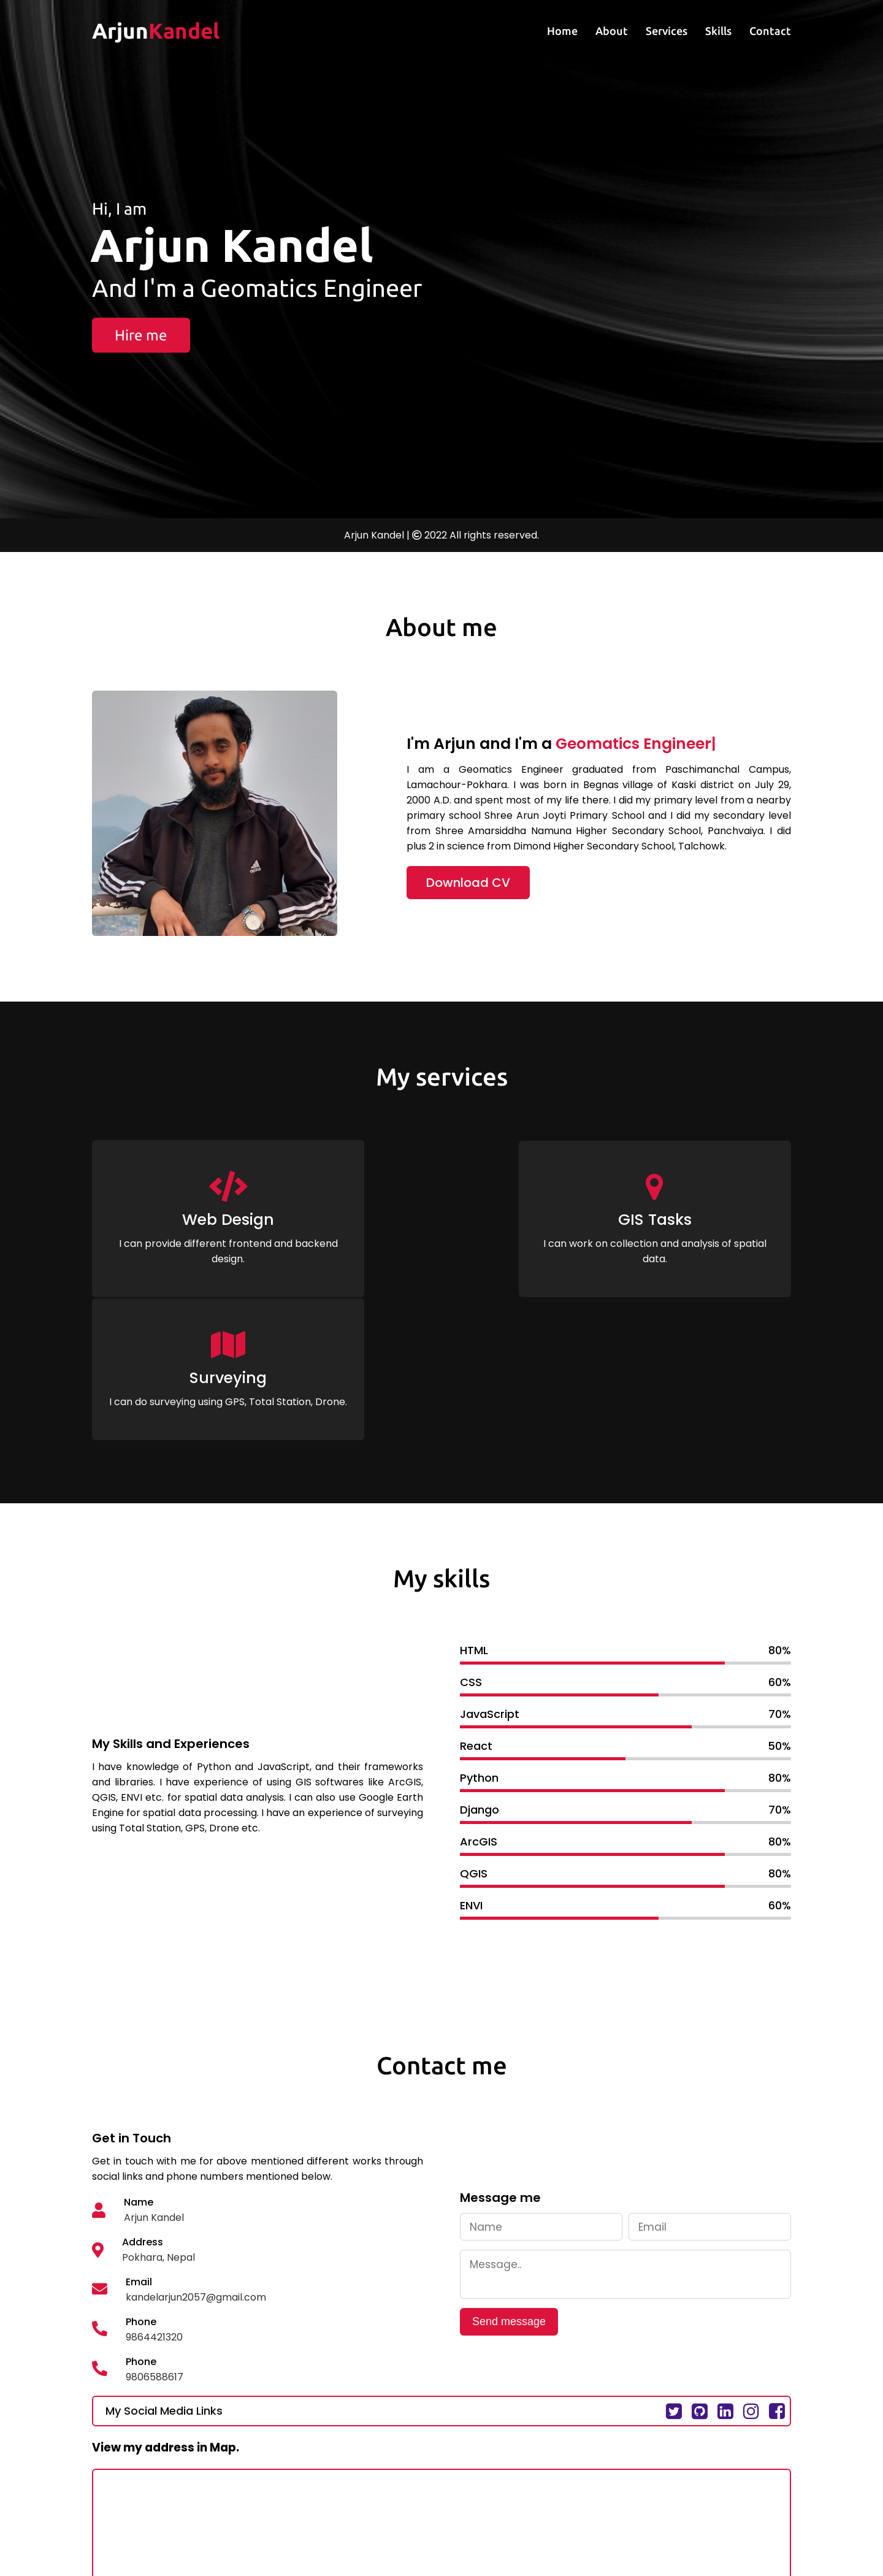 ArjunKandel
Home About Services Skills Contact
Hi, I am
Arjun Kandel
And I'm a Geomatics Engineer
Hire me
Arjun Kandel | © 2022 All rights reserved.
About me
I'm Arjun and I'm a Geomatics Engineer|
I am a Geomatics Engineer graduated from Paschimanchal Campus,
Lamachour-Pokhara. I was born in Begnas village of Kaski district on July 29,
2000 A.D. and spent most of my life there. I did my primary level from a nearby
primary school Shree Arun Joyti Primary School and I did my secondary level
from Shree Amarsiddha Namuna Higher Secondary School, Panchvaiya. I did
plus 2 in science from Dimond Higher Secondary School, Talchowk.
Download CV
adidas
My services
Web Design
I can provide different frontend and backend
design.
GIS Tasks
I can work on collection and analysis of spatial
data.
Surveying
I can do surveying using GPS, Total Station, Drone.
My skills
My Skills and Experiences
I have knowledge of Python and JavaScript, and their frameworks
and libraries. I have experience of using GIS softwares like ArcGIS,
QGIS, ENVI etc. for spatial data analysis. I can also use Google Earth
Engine for spatial data processing. I have an experience of surveying
using Total Station, GPS, Drone etc.
HTML 80%
CSS 60%
JavaScript 70%
React 50%
Python 80%
Django 70%
ArcGIS 80%
QGIS 80%
ENVI 60%
Contact me
Get in Touch
Get in touch with me for above mentioned different works through
social links and phone numbers mentioned below.
Name
Arjun Kandel
Address
Pokhara, Nepal
Email
kandelarjun2057@gmail.com
Phone
9864421320
Phone
9806588617
Message me
Name Email
Message..
Send message
My Social Media Links
View my address in Map.